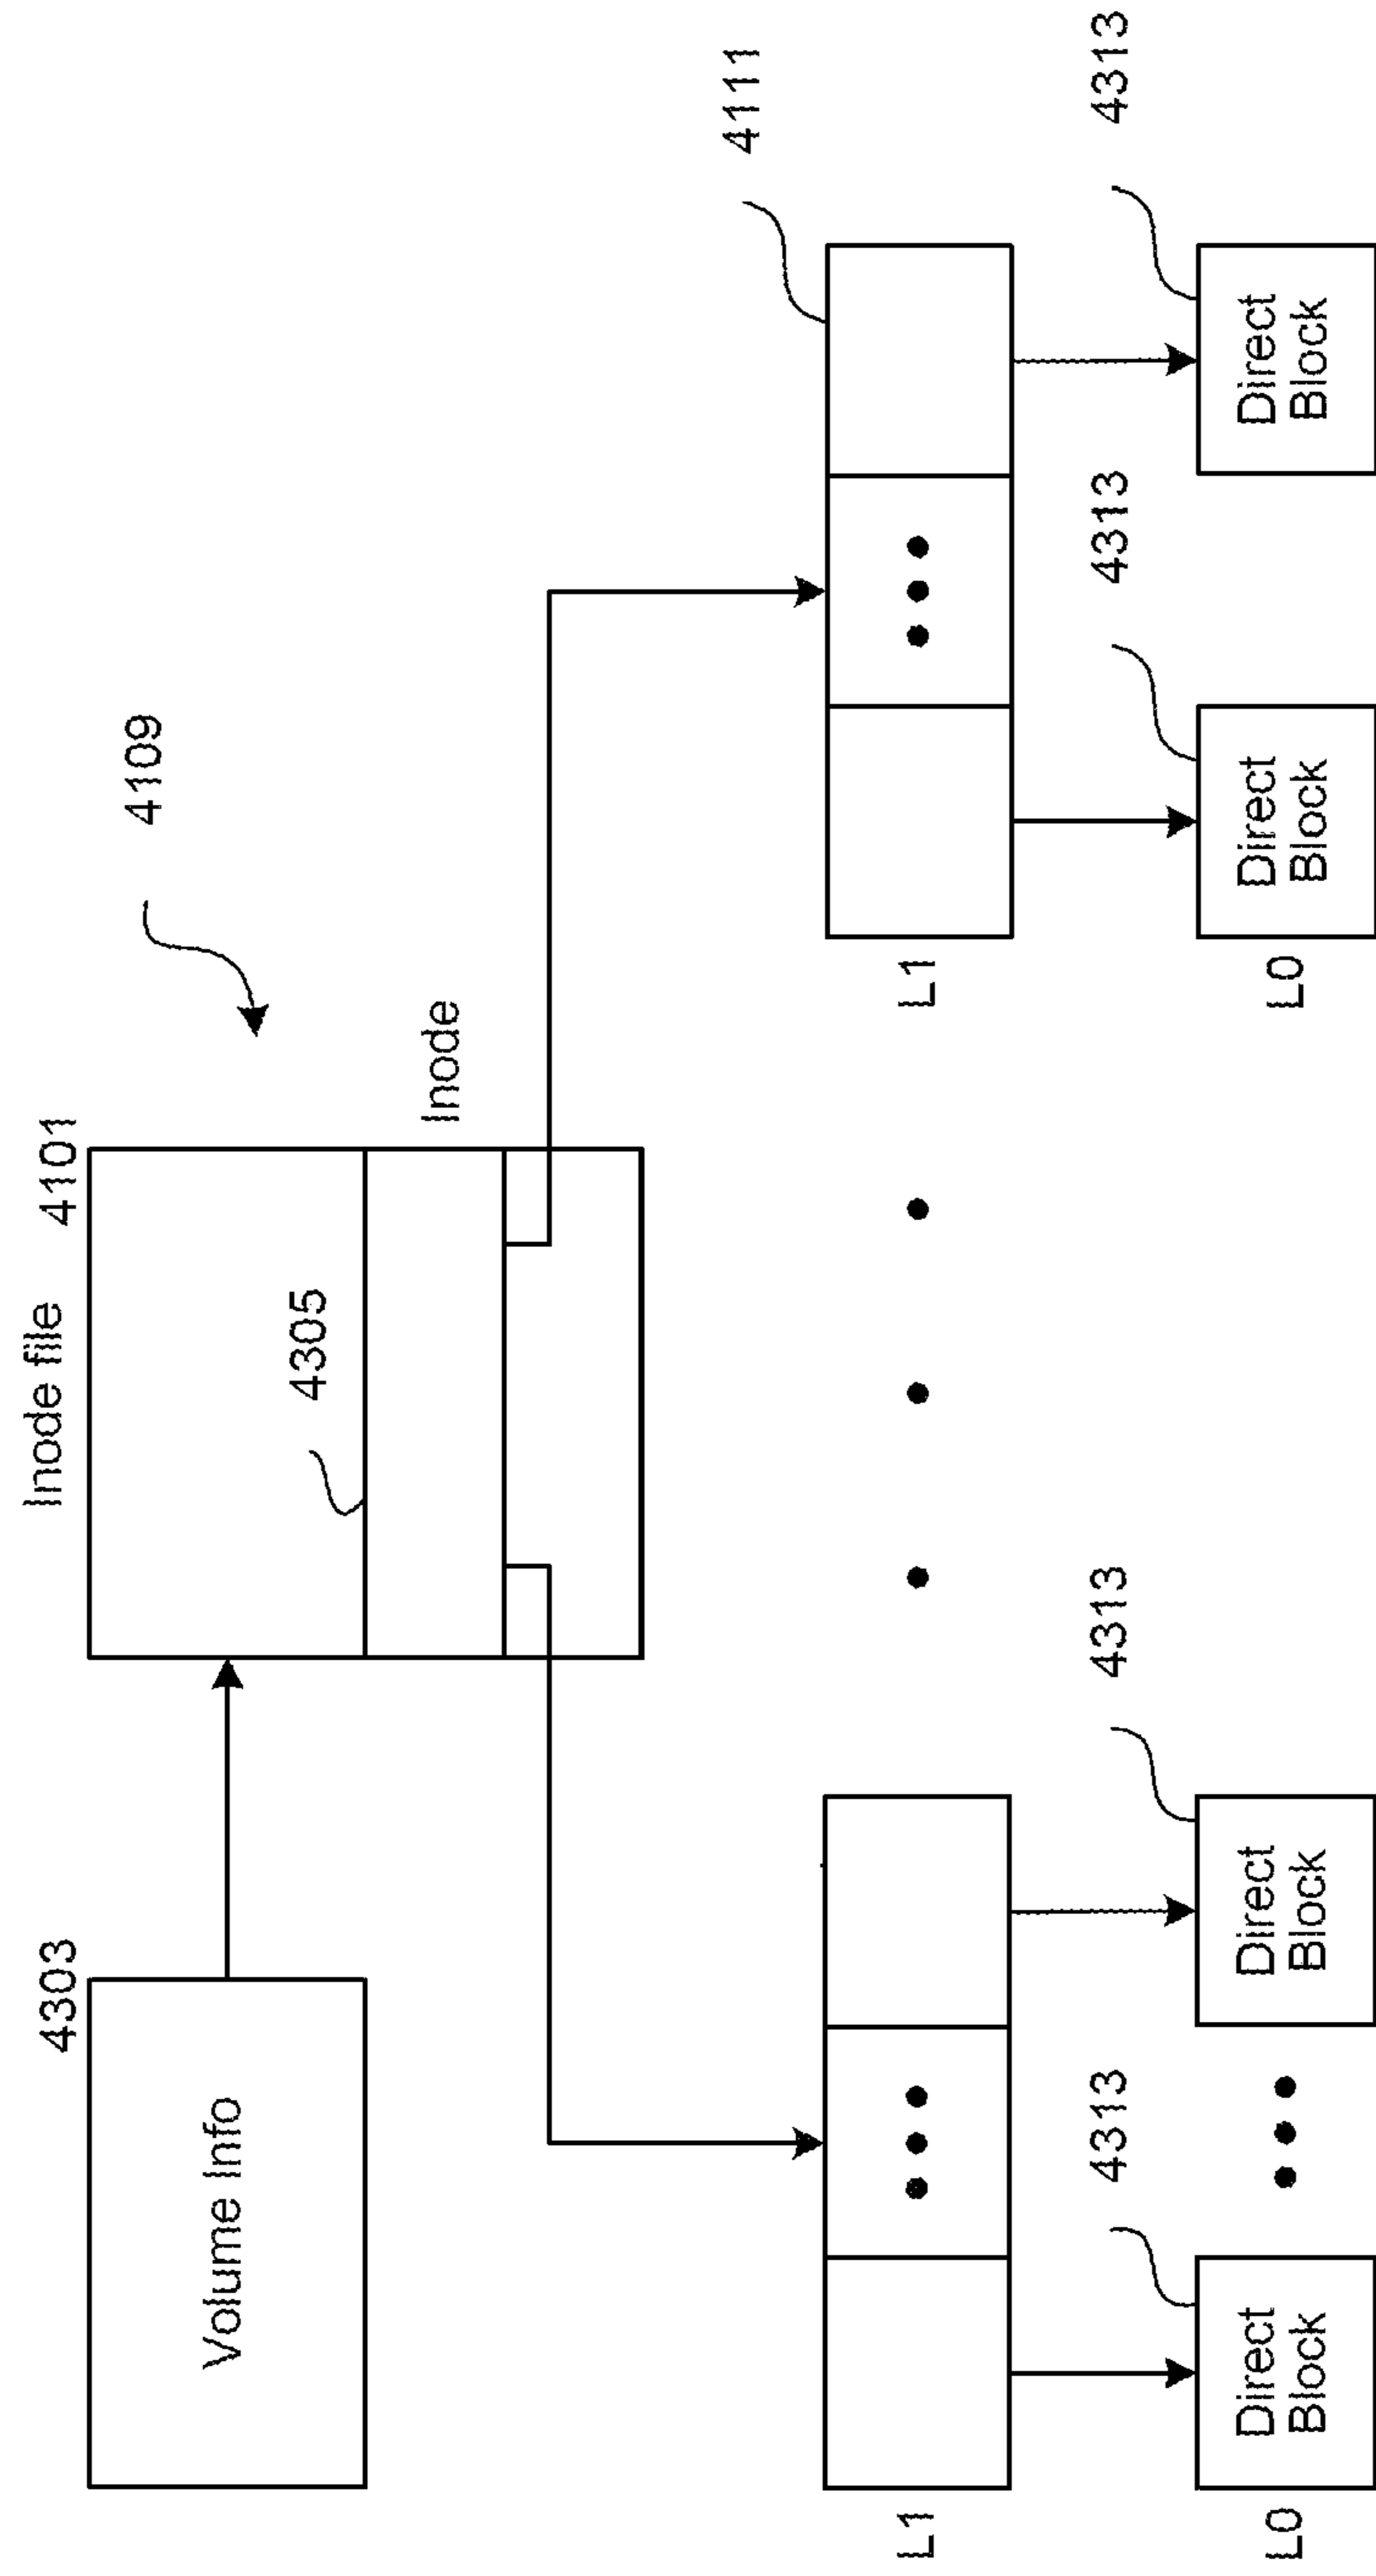 4303
Inode file
4101
4109
Volume Info
4305
Inode
4111
L1
L1
4313
4313
4313
4313
L0
Direct
Block
Direct
Block
L0
Direct
Block
Direct
Block